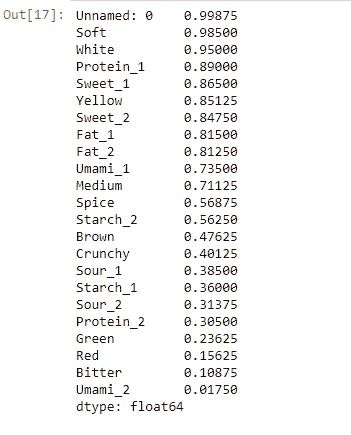 Out[17]: Unnamed: 0    0.99875
Soft          0.98500
White         0.95000
Protein_1     0.89000
Sweet_1       0.86500
Yellow        0.85125
Sweet_2       0.84750
Fat_1         0.81500
Fat_2         0.81250
Umami_1       0.73500
Medium        0.71125
Spice         0.56875
Starch_2      0.56250
Brown         0.47625
Crunchy       0.40125
Sour_1        0.38500
Starch_1      0.36000
Sour_2        0.31375
Protein_2     0.30500
Green         0.23625
Red           0.15625
Bitter        0.10875
Umami_2       0.01750
dtype: float64